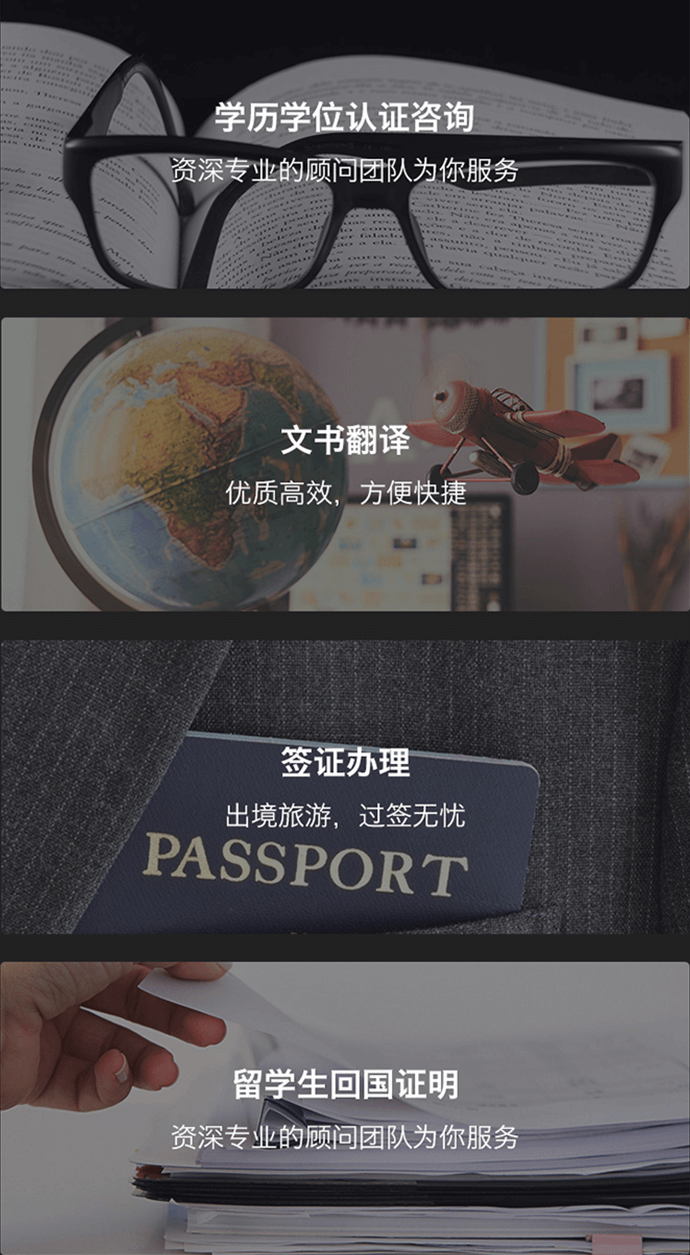 学历学位认证咨询
资深专业的顾问团队为你服务
文书翻译
优质高效，方便快捷
签证办理
出境旅游，过签无忧
PASSPORT
留学生回国证明
资深专业的顾问团队为你服务